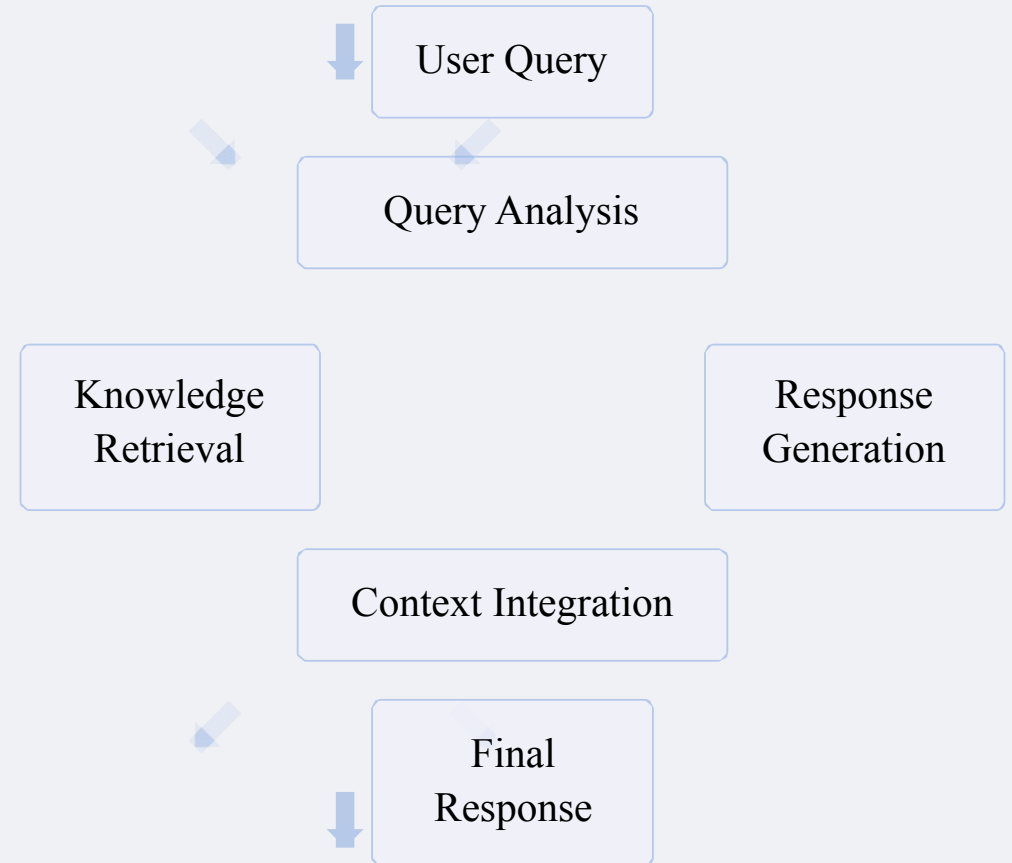 User Query
Query Analysis
Knowledge
Retrieval
Response
Generation
Context Integration
Final
Response